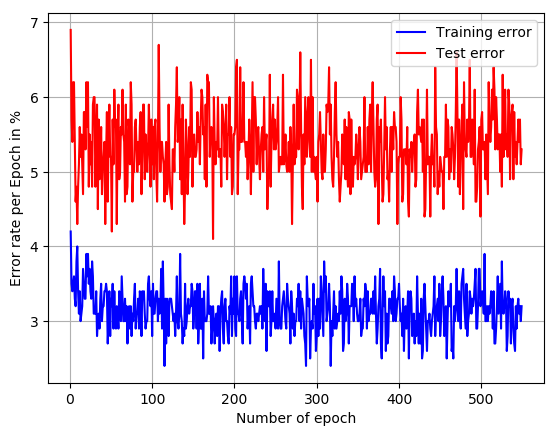 7
6
5
4
3
Error rate per Epoch in %
Training error
Test error
0 100 200 300 400 500
Number of epoch